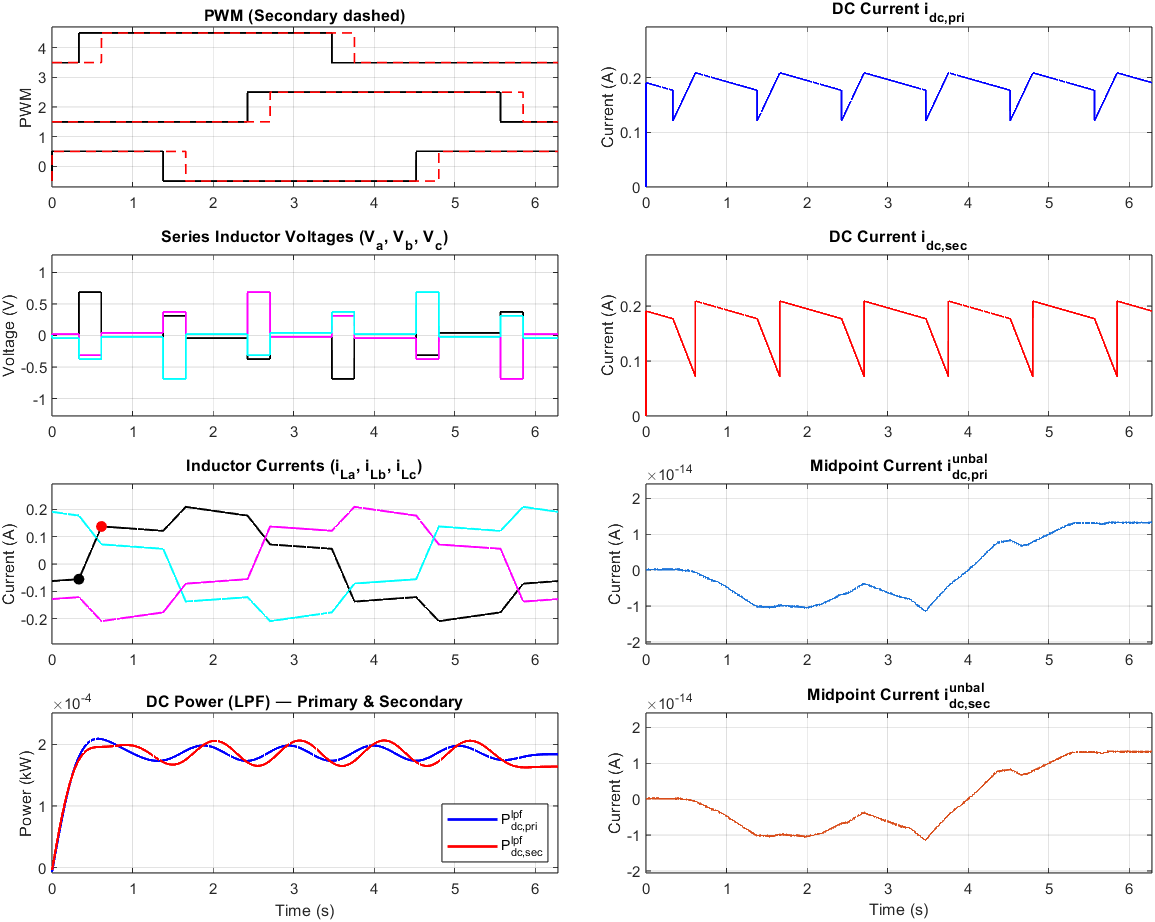 PWM (Secondary dashed)
PWM
4
3
2
1
0
0 1 2 3 4 5 6
DC Current i_dc,pri
Current (A)
0.2
0.1
0
0 1 2 3 4 5 6
Series Inductor Voltages (V_a, V_b, V_c)
Voltage (V)
1
0.5
0
-0.5
-1
0 1 2 3 4 5 6
DC Current i_dc,sec
Current (A)
0.2
0.1
0
0 1 2 3 4 5 6
Inductor Currents (i_La, i_Lb, i_Lc)
Current (A)
0.2
0.1
0
-0.1
-0.2
0 1 2 3 4 5 6
Midpoint Current i_dc,pri^unbal
×10^-14
Current (A)
2
1
0
-1
-2
0 1 2 3 4 5 6
DC Power (LPF) — Primary & Secondary
×10^-4
Power (kW)
2
1
0
P_dc,pri^lpf
P_dc,sec^lpf
0 1 2 3 4 5 6
Time (s)
Midpoint Current i_dc,sec^unbal
×10^-14
Current (A)
2
1
0
-1
-2
0 1 2 3 4 5 6
Time (s)